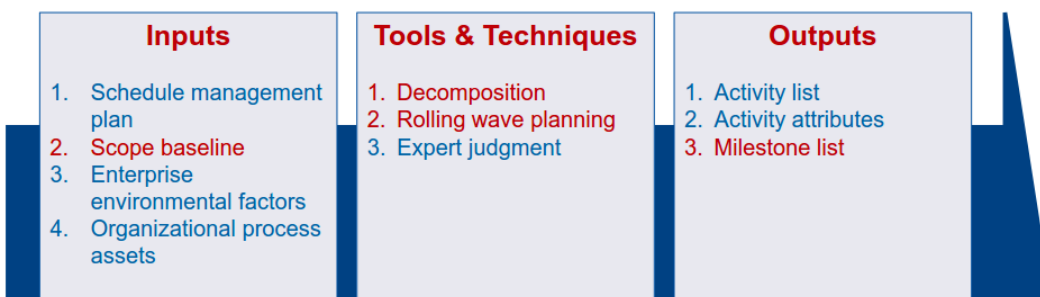 Inputs
1. Schedule management
plan
2. Scope baseline
3. Enterprise
environmental factors
4. Organizational process
assets
Tools & Techniques
1. Decomposition
2. Rolling wave planning
3. Expert judgment
Outputs
1. Activity list
2. Activity attributes
3. Milestone list